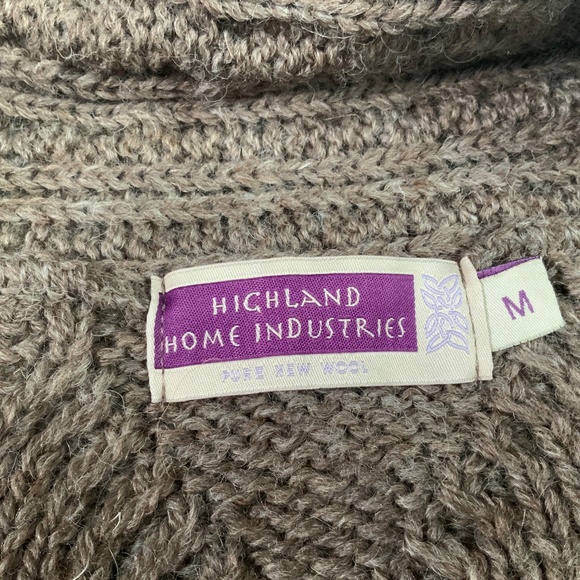 HIGHLAND
HOME INDUSTRIES
PURE NEW WOOL
M